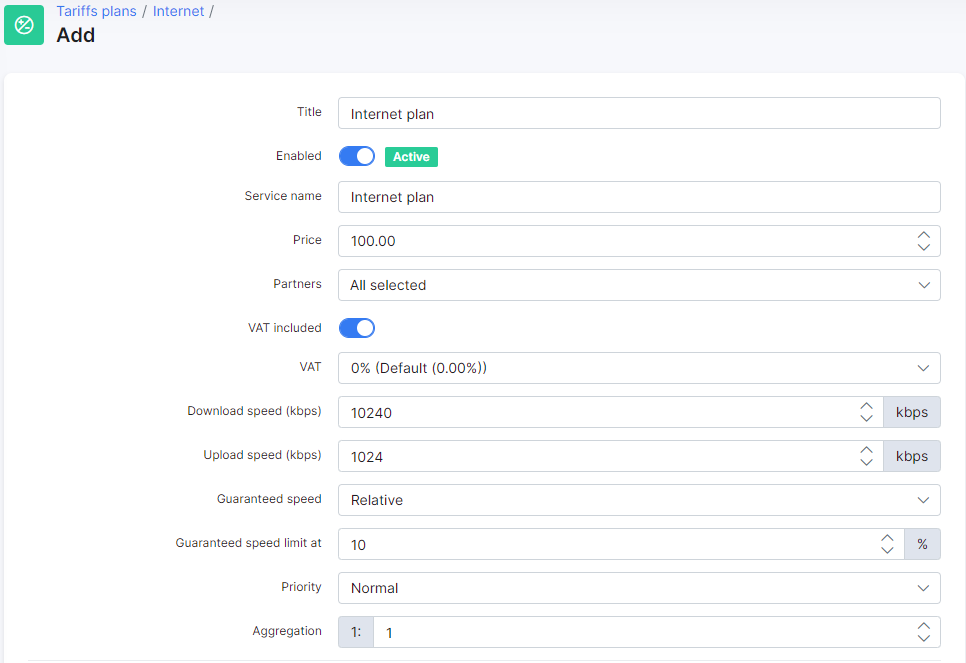 Tariffs plans / Internet /
Add
Title Internet plan
Enabled Active
Service name Internet plan
Price 100.00
Partners All selected
VAT included
VAT 0% (Default (0.00%))
Download speed (kbps) 10240 kbps
Upload speed (kbps) 1024 kbps
Guaranteed speed Relative
Guaranteed speed limit at 10 %
Priority Normal
Aggregation 1: 1